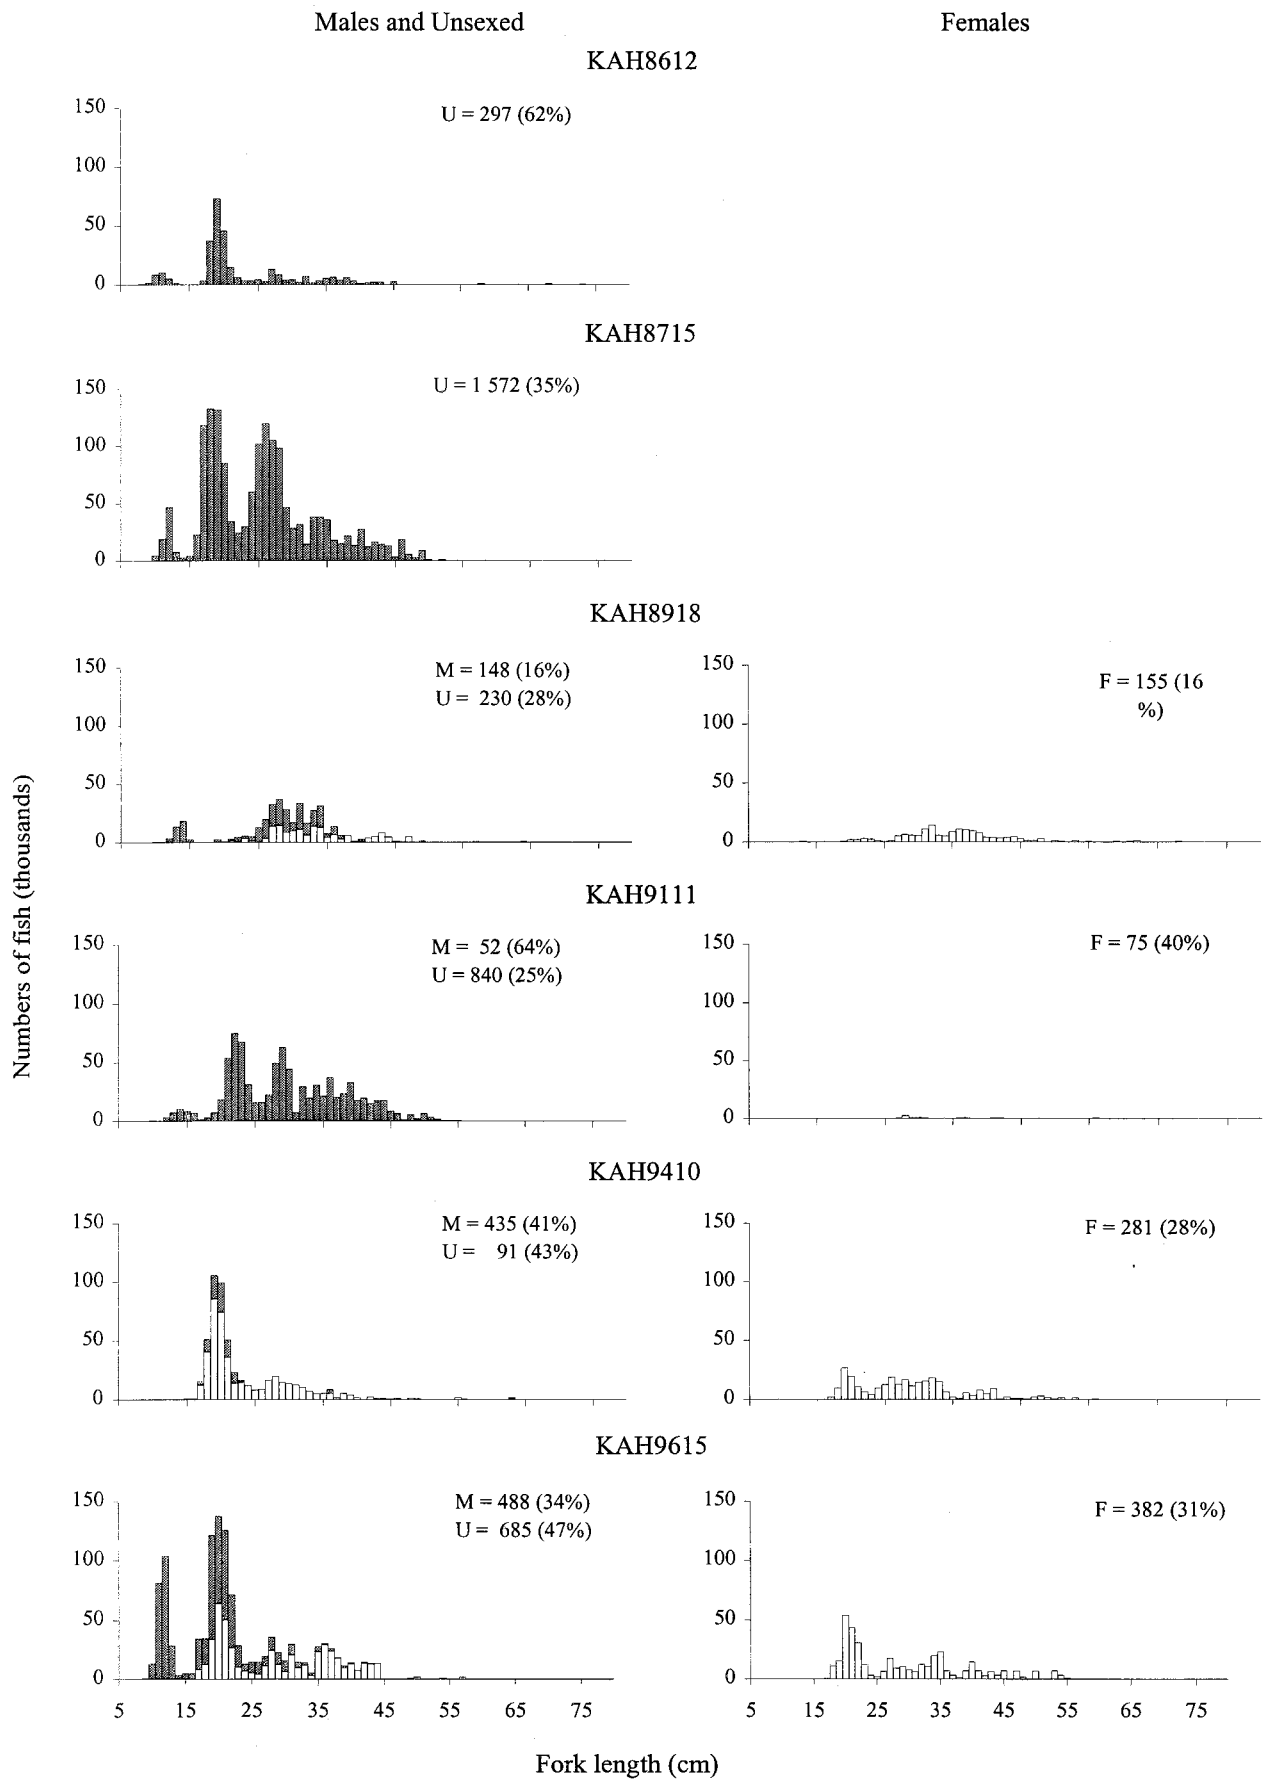 Males and Unsexed Females
KAH8612
150
U = 297 (62%)
100
50
0
KAH8715
150
U = 1 572 (35%)
100
50
0
KAH8918
150
M = 148 (16%)
U = 230 (28%)
100
50
0
150
F = 155 (16
%)
100
50
0
KAH9111
150
M = 52 (64%)
U = 840 (25%)
100
50
0
150
F = 75 (40%)
100
50
0
KAH9410
150
M = 435 (41%)
U = 91 (43%)
100
50
0
150
F = 281 (28%)
100
50
0
KAH9615
150
M = 488 (34%)
U = 685 (47%)
100
50
0
5 15 25 35 45 55 65 75
150
F = 382 (31%)
100
50
0
5 15 25 35 45 55 65 75
Numbers of fish (thousands)
Fork length (cm)